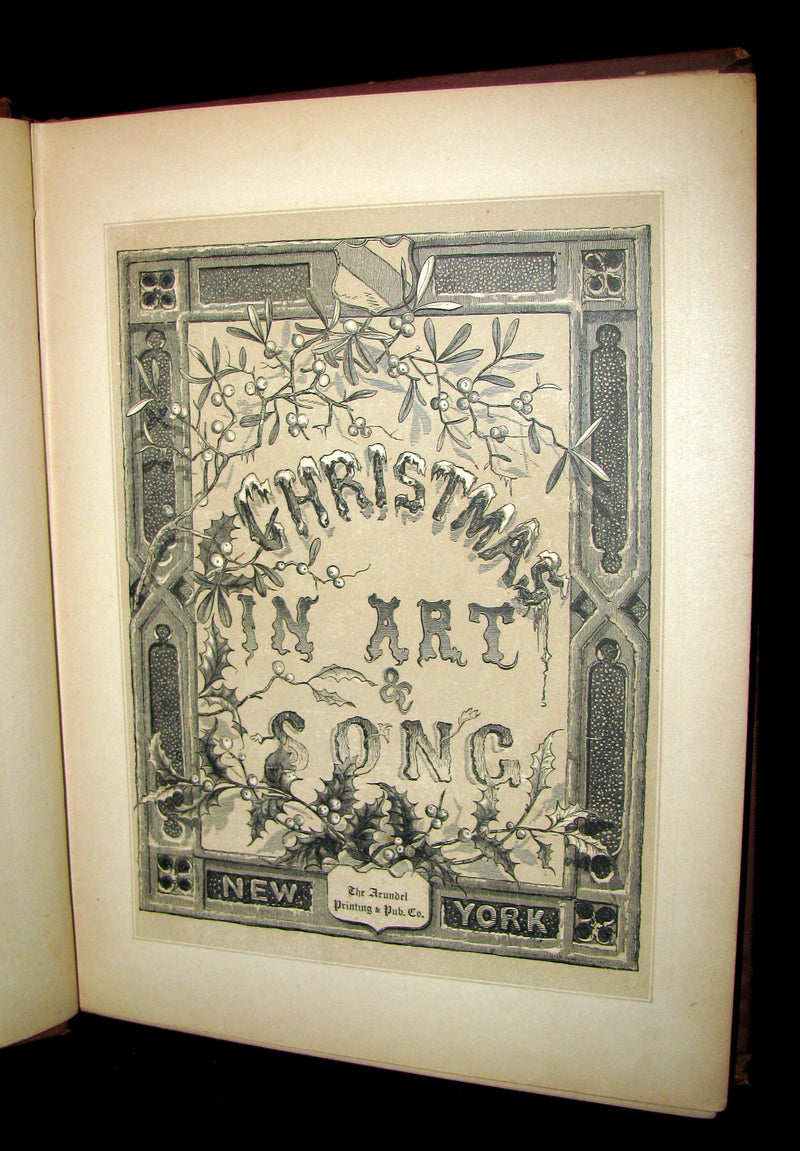 CHRISTMAS
IN ART
&
SONG
NEW
The Arundel
Printing & Pub. Co.
YORK